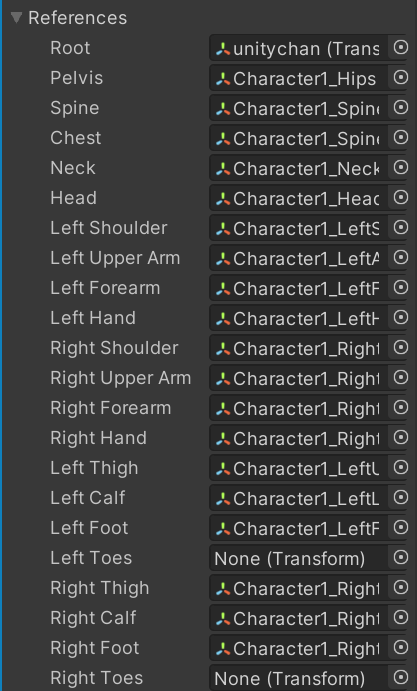 References
Root unitychan (Trans
Pelvis Character1_Hips
Spine Character1_Spin
Chest Character1_Spin
Neck Character1_Neck
Head Character1_Head
Left Shoulder Character1_LeftS
Left Upper Arm Character1_LeftA
Left Forearm Character1_LeftF
Left Hand Character1_LeftH
Right Shoulder Character1_Right
Right Upper Arm Character1_Right
Right Forearm Character1_Right
Right Hand Character1_Right
Left Thigh Character1_LeftU
Left Calf Character1_LeftL
Left Foot Character1_LeftF
Left Toes None (Transform)
Right Thigh Character1_Right
Right Calf Character1_Right
Right Foot Character1_Right
Right Toes None (Transform)